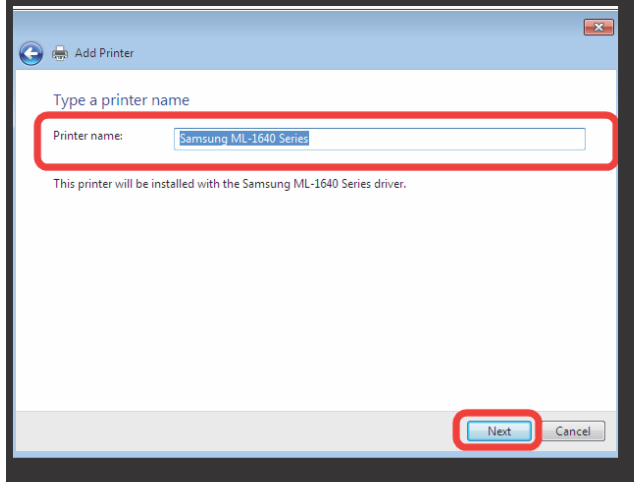 Add Printer
Type a printer name
Printer name: Samsung ML-1640 Series
This printer will be installed with the Samsung ML-1640 Series driver.
Next Cancel